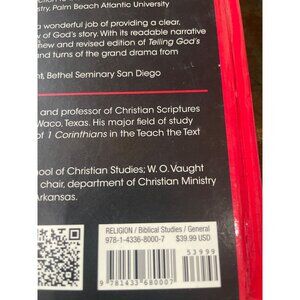 istry, Palm Beach Atlantic University
a wonderful job of providing a clear,
of God's story. With its readable narrative
new and revised edition of Telling God's
and turns of the grand drama from
nt, Bethel Seminary San Diego
and professor of Christian Scriptures
Waco, Texas. His major field of study
of 1 Corinthians in the Teach the Text
ool of Christian Studies; W. O. Vaught
chair, department of Christian Ministry
Arkansas.
RELIGION / Biblical Studies / General
978-1-4336-8000-7 $39.99 USD
53999
9 781433 680007